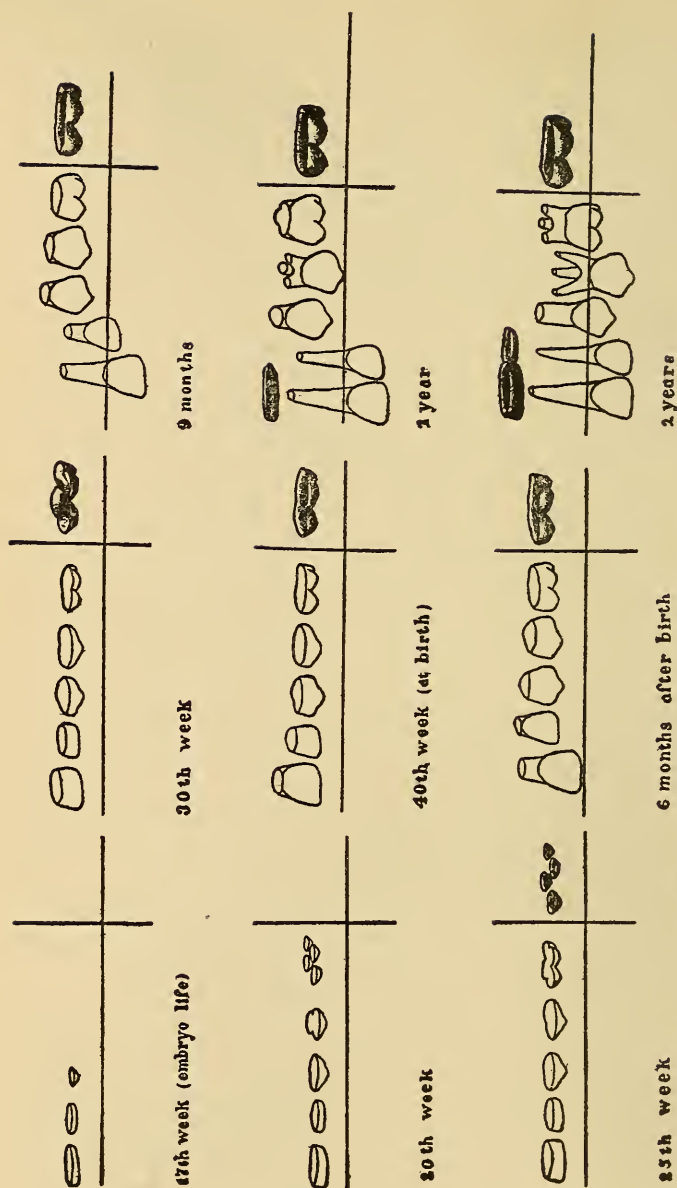 17th week (embryo life)
20th week
25th week
30th week
40th week (at birth)
6 months after birth
9 months
1 year
2 years